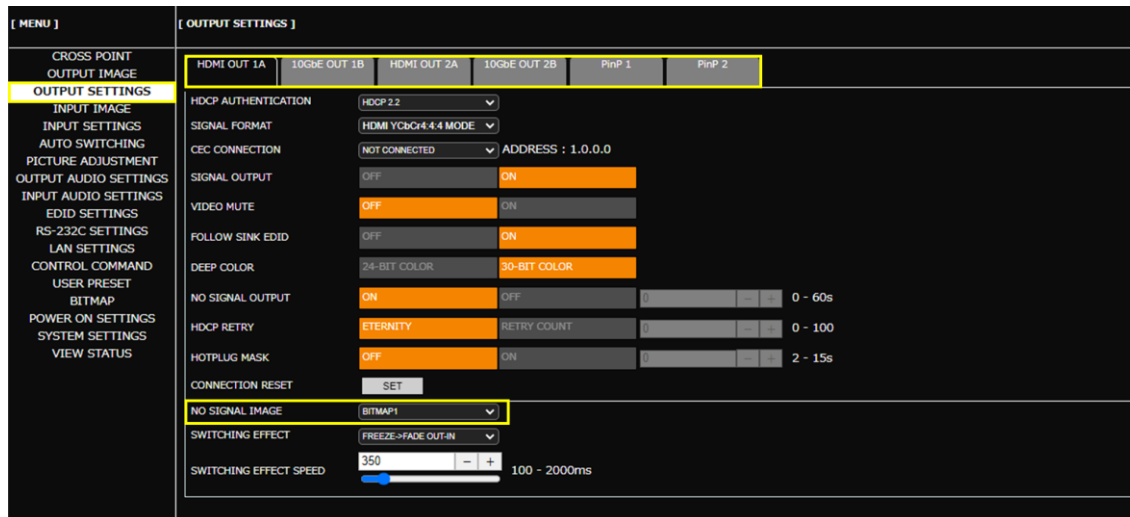 [ MENU ]
[ OUTPUT SETTINGS ]
CROSS POINT
OUTPUT IMAGE
OUTPUT SETTINGS
INPUT IMAGE
INPUT SETTINGS
AUTO SWITCHING
PICTURE ADJUSTMENT
OUTPUT AUDIO SETTINGS
INPUT AUDIO SETTINGS
EDID SETTINGS
RS-232C SETTINGS
LAN SETTINGS
CONTROL COMMAND
USER PRESET
BITMAP
POWER ON SETTINGS
SYSTEM SETTINGS
VIEW STATUS
HDMI OUT 1A 10GbE OUT 1B HDMI OUT 2A 10GbE OUT 2B PinP 1 PinP 2
HDCP AUTHENTICATION HDCP 2.2
SIGNAL FORMAT HDMI YCbCr4:4:4 MODE
CEC CONNECTION NOT CONNECTED ADDRESS : 1.0.0.0
SIGNAL OUTPUT OFF ON
VIDEO MUTE OFF ON
FOLLOW SINK EDID OFF ON
DEEP COLOR 24-BIT COLOR 30-BIT COLOR
NO SIGNAL OUTPUT ON OFF 0 - + 0 - 60s
HDCP RETRY ETERNITY RETRY COUNT 0 - + 0 - 100
HOTPLUG MASK OFF ON 0 - + 2 - 15s
CONNECTION RESET SET
NO SIGNAL IMAGE BITMAP1
SWITCHING EFFECT FREEZE->FADE OUT-IN
SWITCHING EFFECT SPEED 350 - + 100 - 2000ms